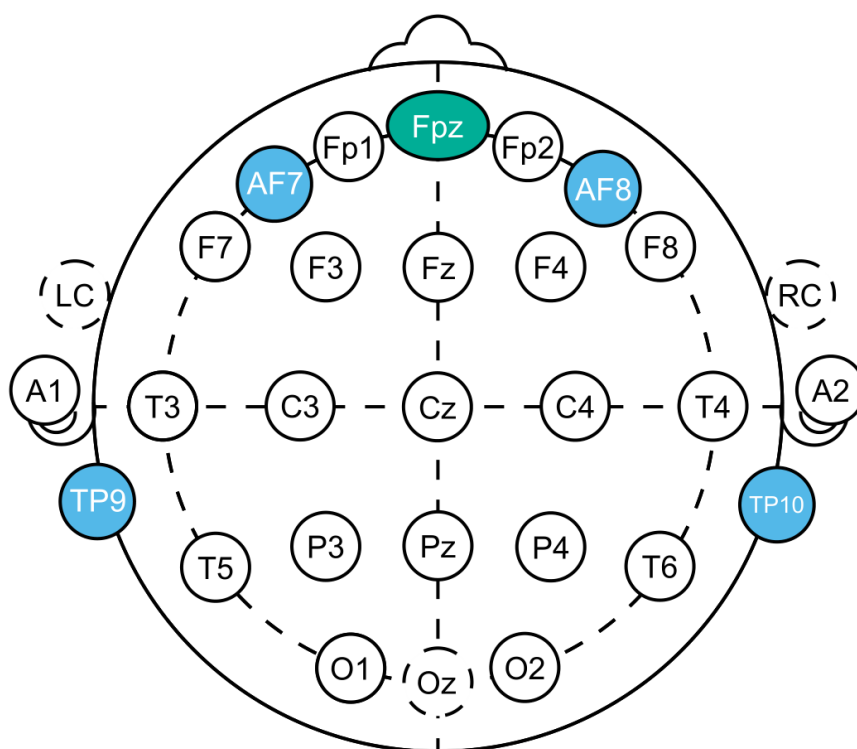 Fpz
Fp1 Fp2
AF7 AF8
F7 F3 Fz F4 F8
LC RC
A1 T3 C3 Cz C4 T4 A2
TP9 TP10
T5 P3 Pz P4 T6
O1 Oz O2